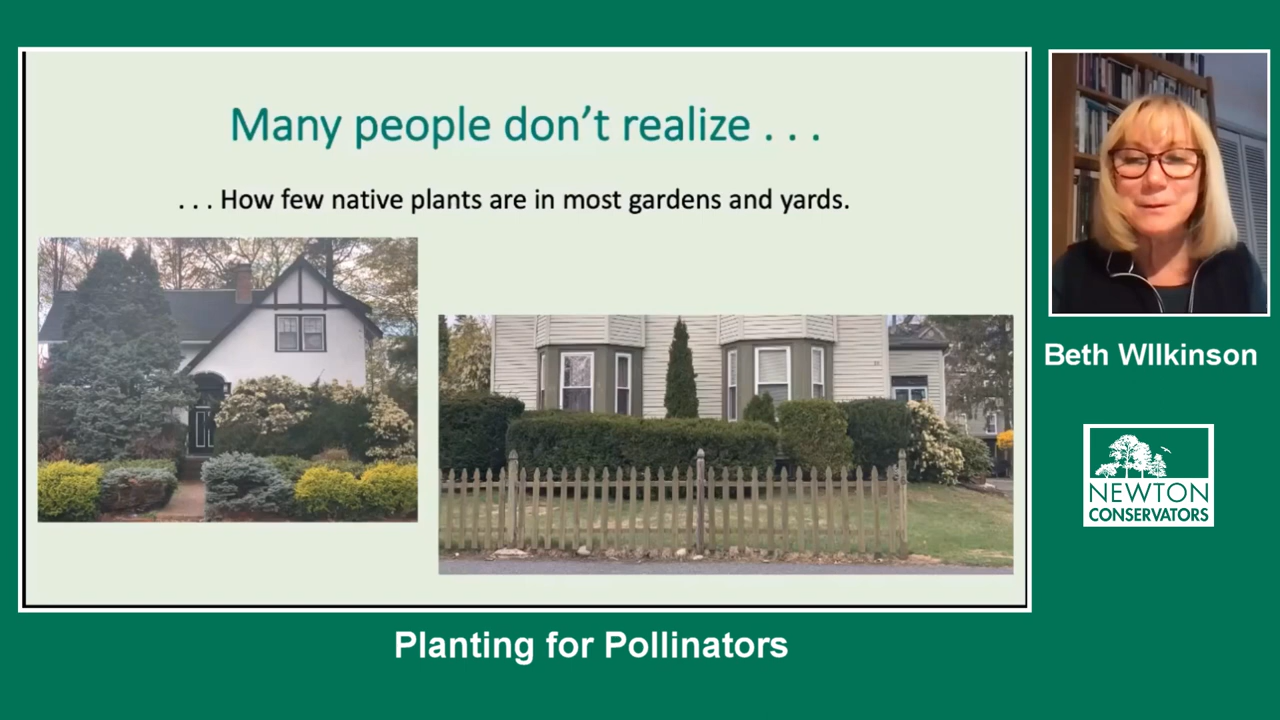 Many people don’t realize . . .
. . . How few native plants are in most gardens and yards.
Beth WIlkinson
NEWTON
CONSERVATORS
Planting for Pollinators